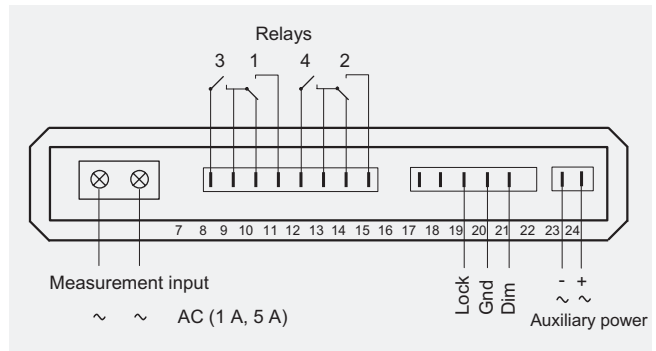 Relays
3 1 4 2
7 8 9 10 11 12 13 14 15 16 17 18 19 20 21 22 23 24
Measurement input
~ ~ AC (1 A, 5 A)
Lock
Gnd
Dim
- +
~ ~
Auxiliary power